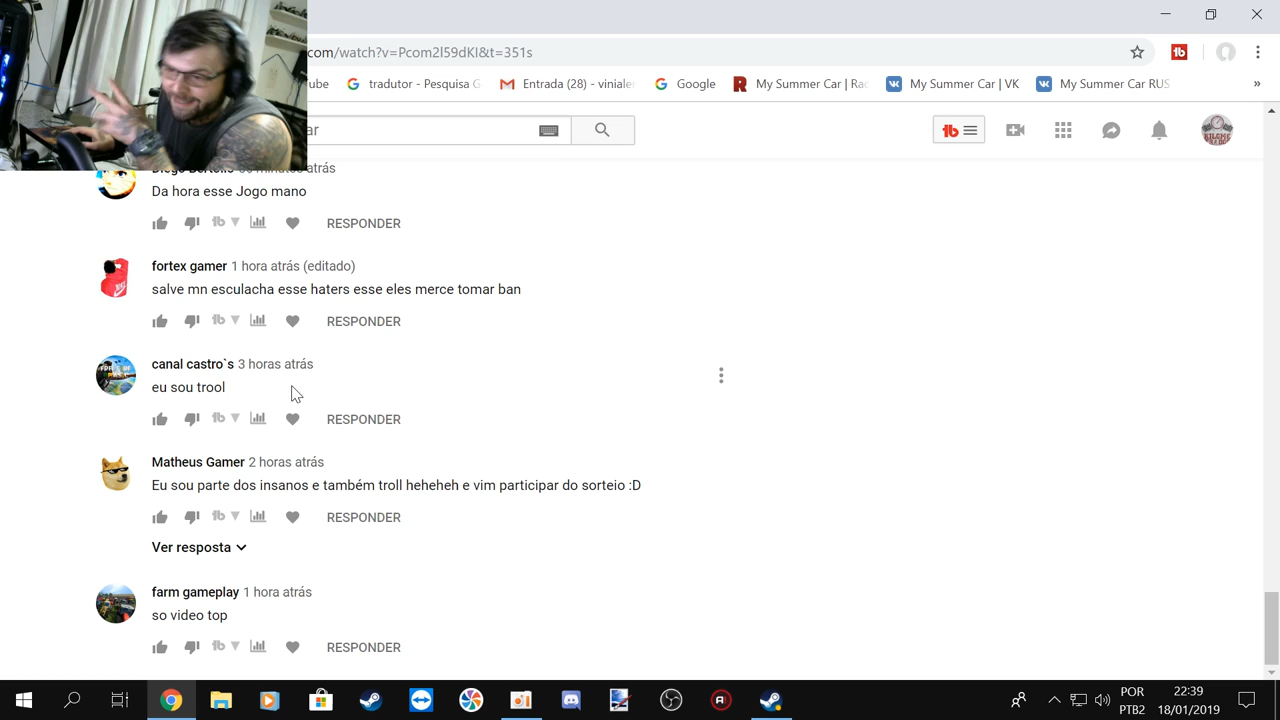 com/watch?v=Pcom2l59dKI&t=351s
ube tradutor - Pesquisa G Entrada (28) - vinialer Google My Summer Car | Rac My Summer Car | VK My Summer Car RUS »
ar
Diego Bertollo 50 minutos atrás
Da hora esse Jogo mano
RESPONDER
fortex gamer 1 hora atrás (editado)
salve mn esculacha esse haters esse eles merce tomar ban
RESPONDER
canal castro`s 3 horas atrás
eu sou trool
RESPONDER
Matheus Gamer 2 horas atrás
Eu sou parte dos insanos e também troll heheheh e vim participar do sorteio :D
RESPONDER
Ver resposta
farm gameplay 1 hora atrás
so video top
RESPONDER
POR 22:39
PTB2 18/01/2019